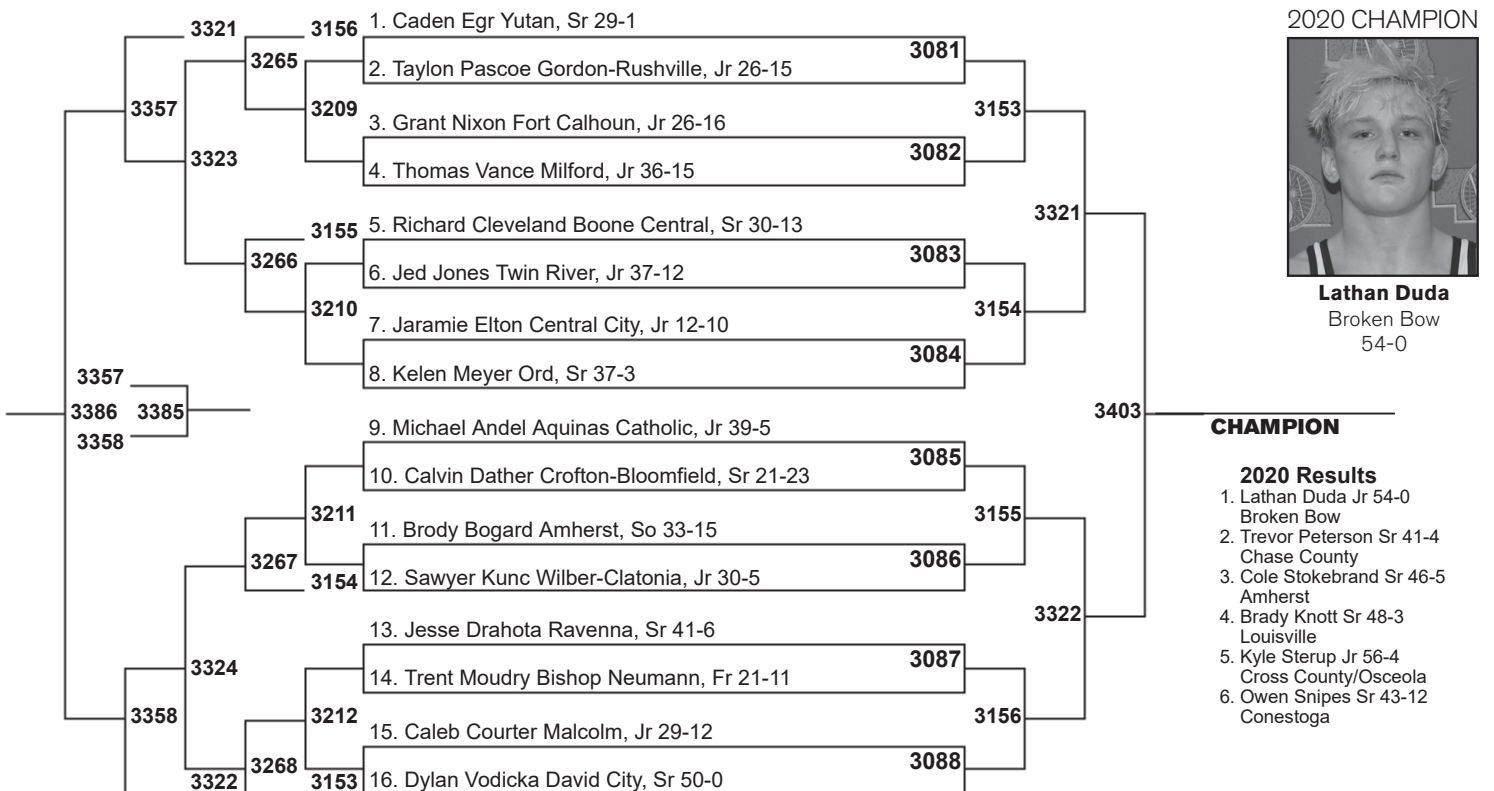 3321
3156
1. Caden Egr Yutan, Sr 29-1
2020 CHAMPION
3265
3081
2. Taylon Pascoe Gordon-Rushville, Jr 26-15
3357
3209
3153
3. Grant Nixon Fort Calhoun, Jr 26-16
3323
3082
4. Thomas Vance Milford, Jr 36-15
3321
3155
5. Richard Cleveland Boone Central, Sr 30-13
3266
3083
6. Jed Jones Twin River, Jr 37-12
Lathan Duda
3210
3154
7. Jaramie Elton Central City, Jr 12-10
Broken Bow
54-0
3084
8. Kelen Meyer Ord, Sr 37-3
3357
3386
3385
3403
3358
9. Michael Andel Aquinas Catholic, Jr 39-5
CHAMPION
3085
10. Calvin Dather Crofton-Bloomfield, Sr 21-23
2020 Results
1. Lathan Duda Jr 54-0
Broken Bow
2. Trevor Peterson Sr 41-4
Chase County
3. Cole Stokebrand Sr 46-5
Amherst
4. Brady Knott Sr 48-3
Louisville
5. Kyle Sterup Jr 56-4
Cross County/Osceola
6. Owen Snipes Sr 43-12
Conestoga
3211
3155
11. Brody Bogard Amherst, So 33-15
3267
3086
3154
12. Sawyer Kunc Wilber-Clatonia, Jr 30-5
3322
13. Jesse Drahota Ravenna, Sr 41-6
3324
3087
14. Trent Moudry Bishop Neumann, Fr 21-11
3358
3212
3156
15. Caleb Courter Malcolm, Jr 29-12
3268
3088
3322
3153
16. Dylan Vodicka David City, Sr 50-0